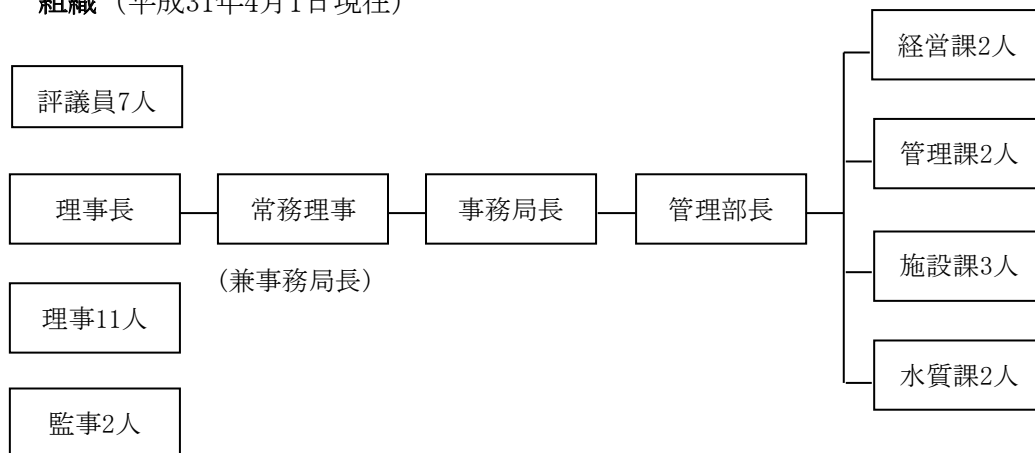 組織（平成31年4月1日現在）
経営課2人
評議員7人
管理課2人
理事長
常務理事
事務局長
管理部長
（兼事務局長）
施設課3人
理事11人
水質課2人
監事2人